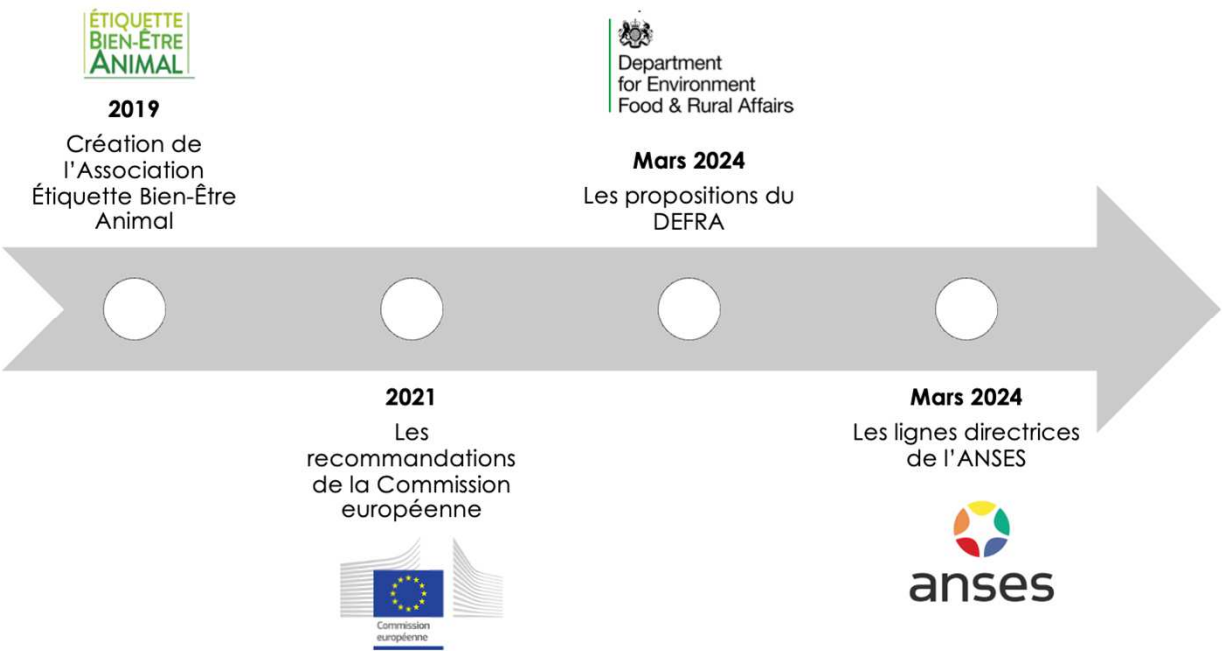 ÉTIQUETTE
BIEN-ÊTRE
ANIMAL
2019
Création de
l'Association
Étiquette Bien-Être
Animal
Department
for Environment
Food & Rural Affairs
Mars 2024
Les propositions du
DEFRA
2021
Les
recommandations
de la Commission
européenne
Commission
européenne
Mars 2024
Les lignes directrices
de l'ANSES
anses